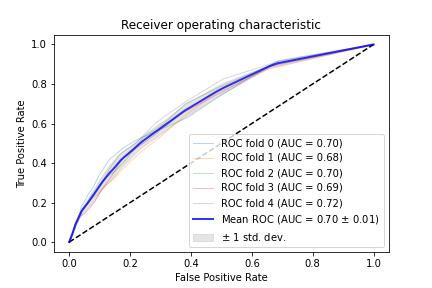 Receiver operating characteristic
True Positive Rate
1.0
0.8
0.6
0.4
0.2
0.0
ROC fold 0 (AUC = 0.70)
ROC fold 1 (AUC = 0.68)
ROC fold 2 (AUC = 0.70)
ROC fold 3 (AUC = 0.69)
ROC fold 4 (AUC = 0.72)
Mean ROC (AUC = 0.70 ± 0.01)
± 1 std. dev.
0.0 0.2 0.4 0.6 0.8 1.0
False Positive Rate